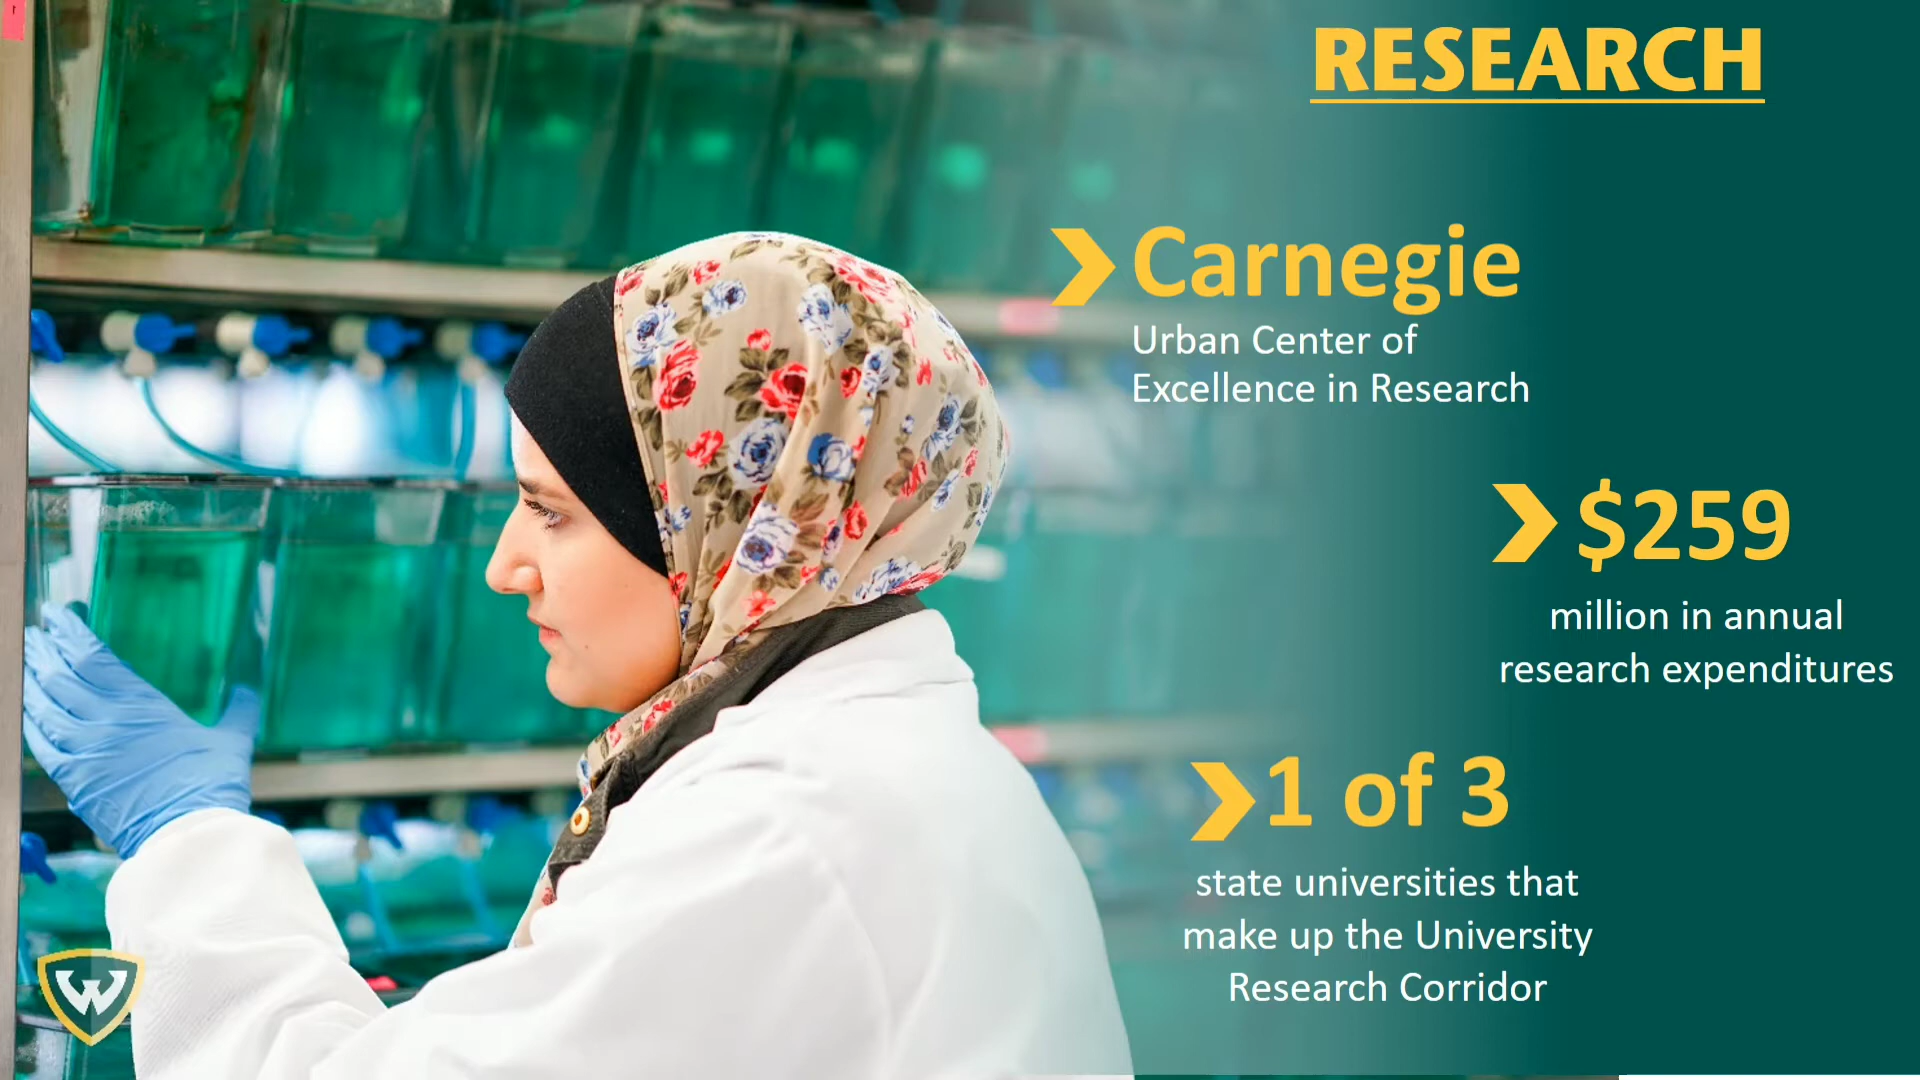 RESEARCH
Carnegie
Urban Center of
Excellence in Research
$259
million in annual
research expenditures
1 of 3
state universities that
make up the University
Research Corridor
W